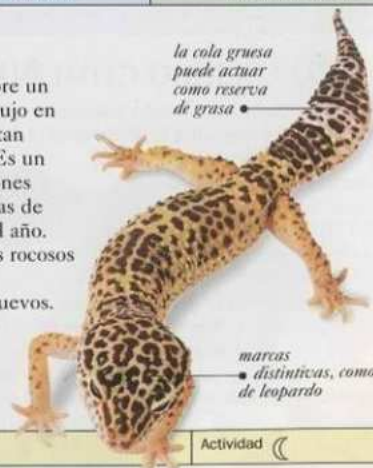 re un
ujo en
tan
Es un
nes
as de
l año.
s rocosos
uevos.
la cola gruesa
puede actuar
como reserva
de grasa
marcas
distintivas, como
de leopardo
Actividad